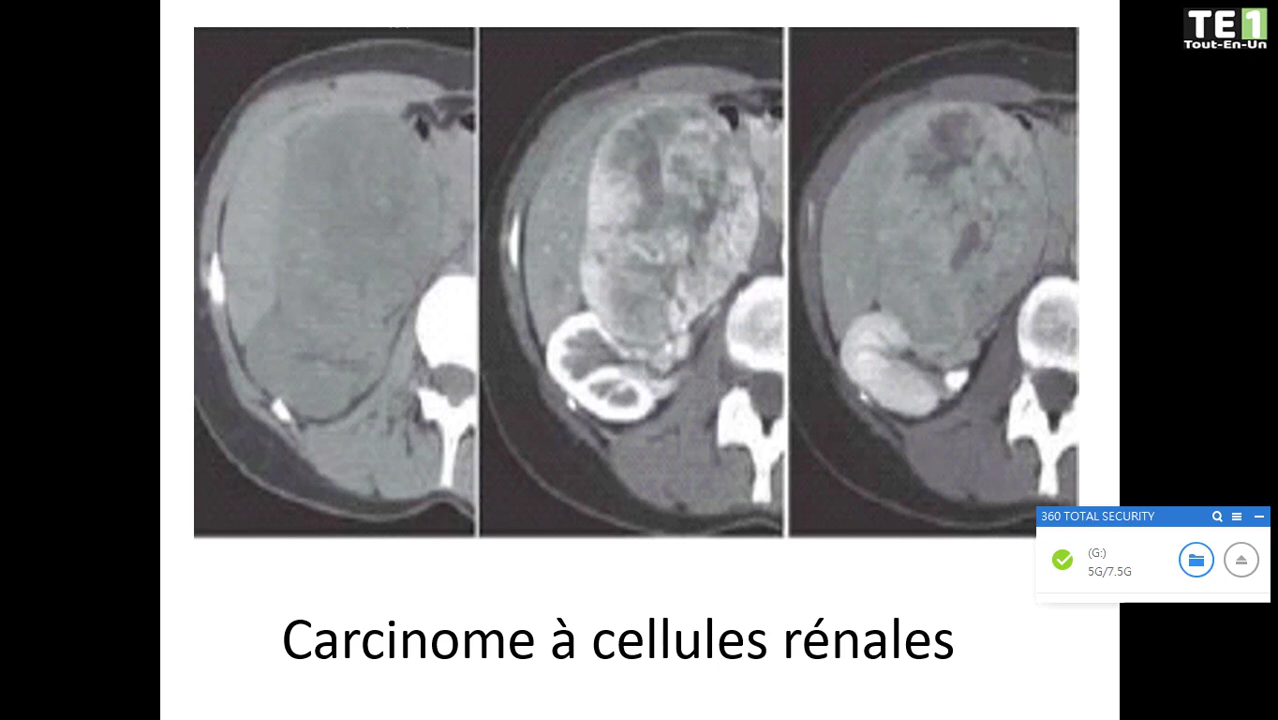 TE1
Tout-En-Un
360 TOTAL SECURITY
(G:)
5G/7.5G
Carcinome à cellules rénales